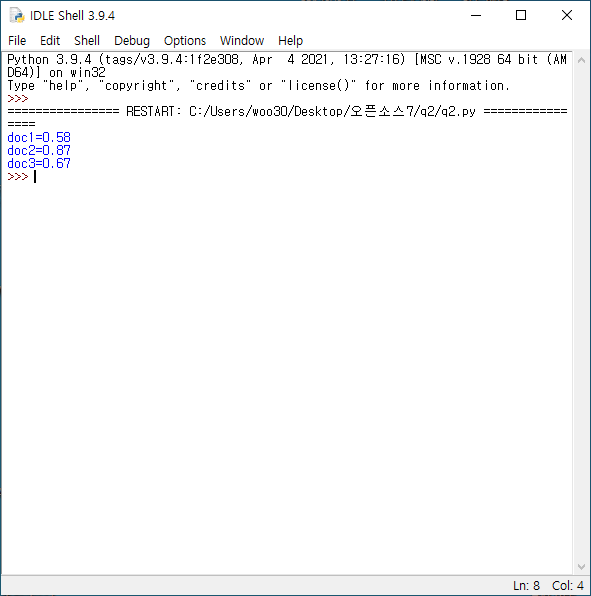 IDLE Shell 3.9.4
File Edit Shell Debug Options Window Help
Python 3.9.4 (tags/v3.9.4:1f2e308, Apr  4 2021, 13:27:16) [MSC v.1928 64 bit (AM
D64)] on win32
Type "help", "copyright", "credits" or "license()" for more information.
>>>
================ RESTART: C:/Users/woo30/Desktop/오픈소스7/q2/q2.py ============
====
doc1=0.58
doc2=0.87
doc3=0.67
>>>
Ln: 8 Col: 4